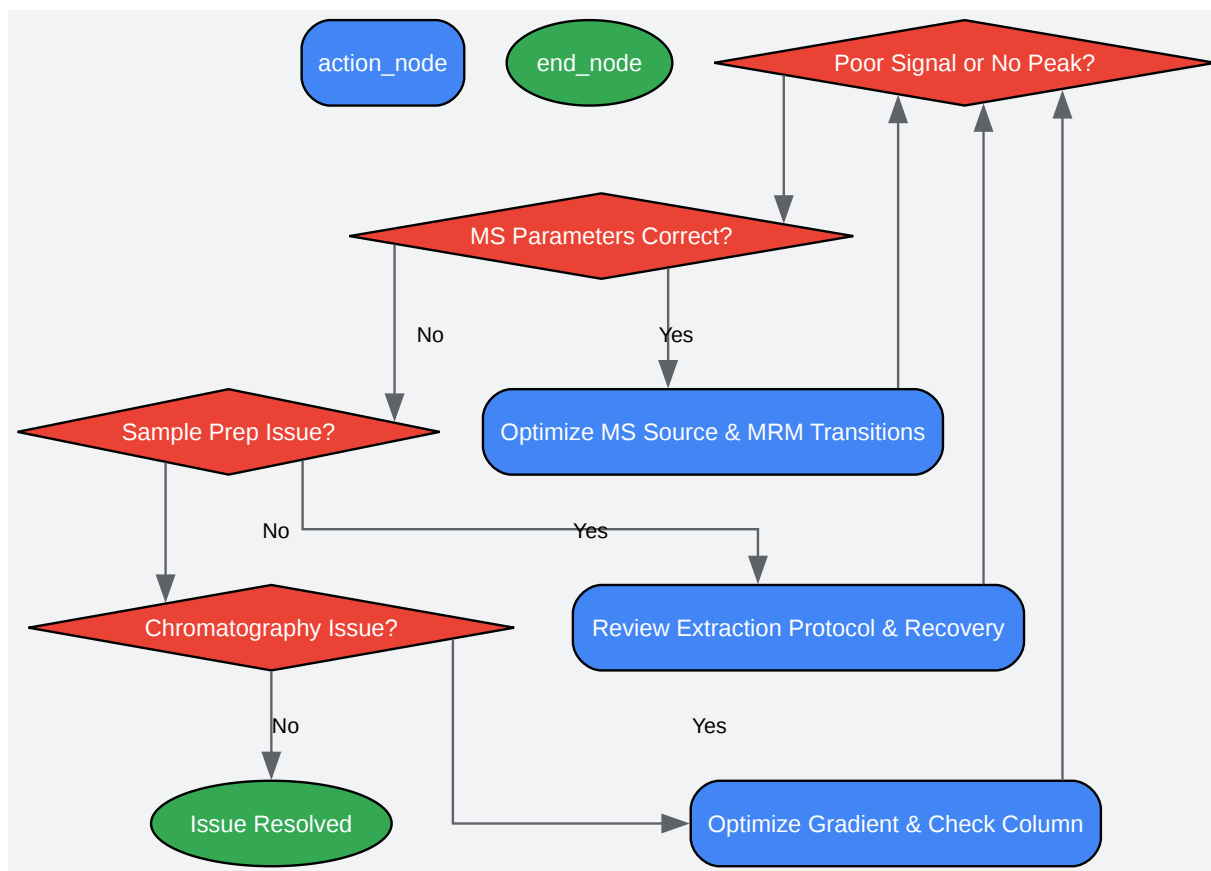 action_node
end_node
Poor Signal or No Peak?
MS Parameters Correct?
No
Yes
Sample Prep Issue?
Optimize MS Source & MRM Transitions
No
Yes
Chromatography Issue?
Review Extraction Protocol & Recovery
No
Yes
Issue Resolved
Optimize Gradient & Check Column